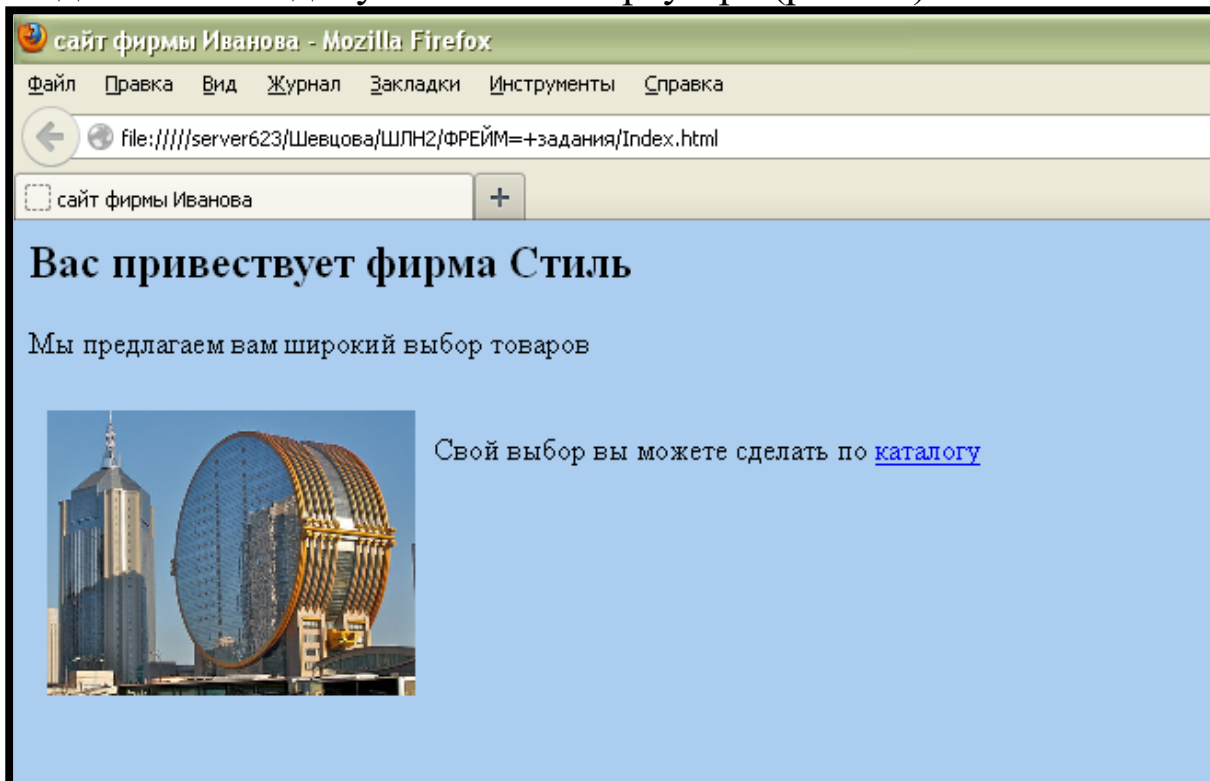 сайт фирмы Иванова - Mozilla Firefox
Файл Правка Вид Журнал Закладки Инструменты Справка
file://///server623/Шевцова/ШЛН2/ФРЕЙМ=+задания/Index.html
сайт фирмы Иванова +
Вас привествует фирма Стиль
Мы предлагаем вам широкий выбор товаров
Свой выбор вы можете сделать по каталогу